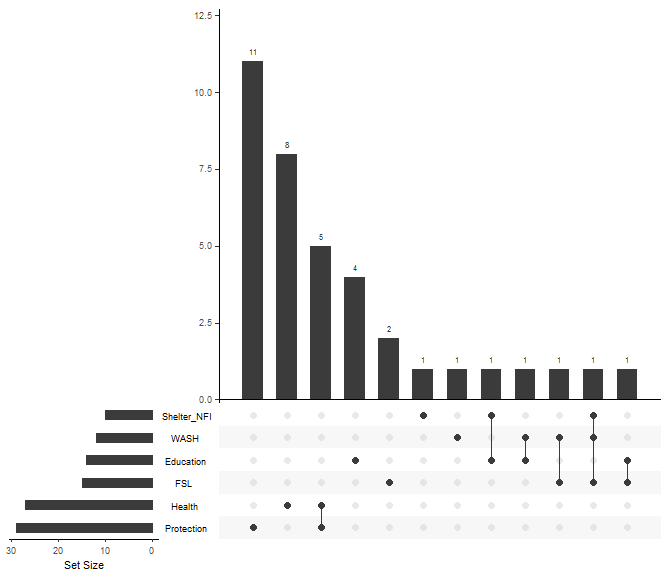 12.5
11
10.0
8
7.5
5
5.0
4
2.5
2
1 1 1 1 1 1 1
0.0
Shelter_NFI
WASH
Education
FSL
Health
Protection
30 20 10 0
Set Size